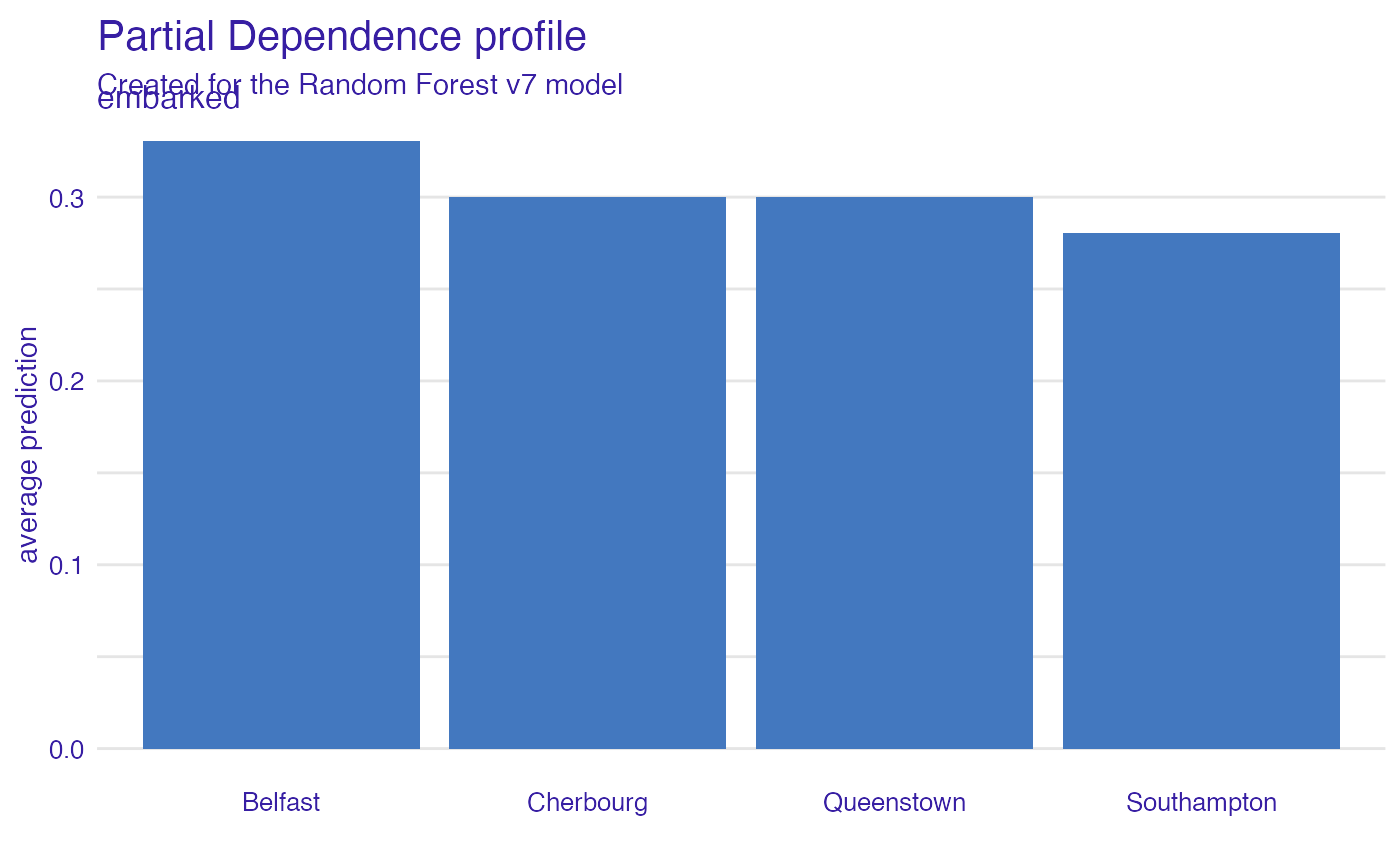 Partial Dependence profile
Created for the Random Forest v7 model
embarked
0.3
0.2
0.1
0.0
average prediction
Belfast
Cherbourg
Queenstown
Southampton